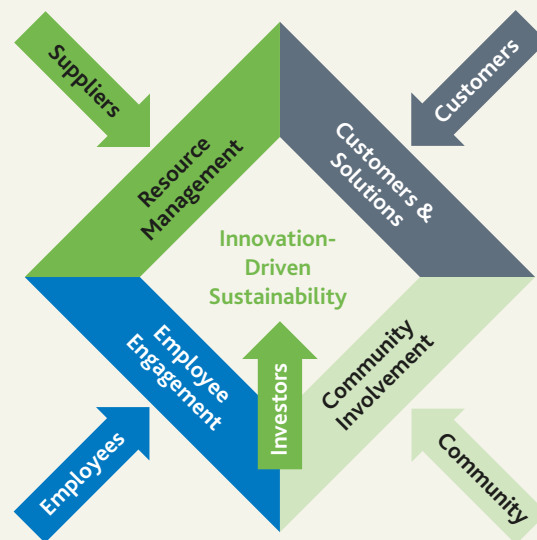 Suppliers
Customers
Resource
Management
Customers &
Solutions
Innovation-
Driven
Sustainability
Employee
Engagement
Investors
Community
Involvement
Employees
Community